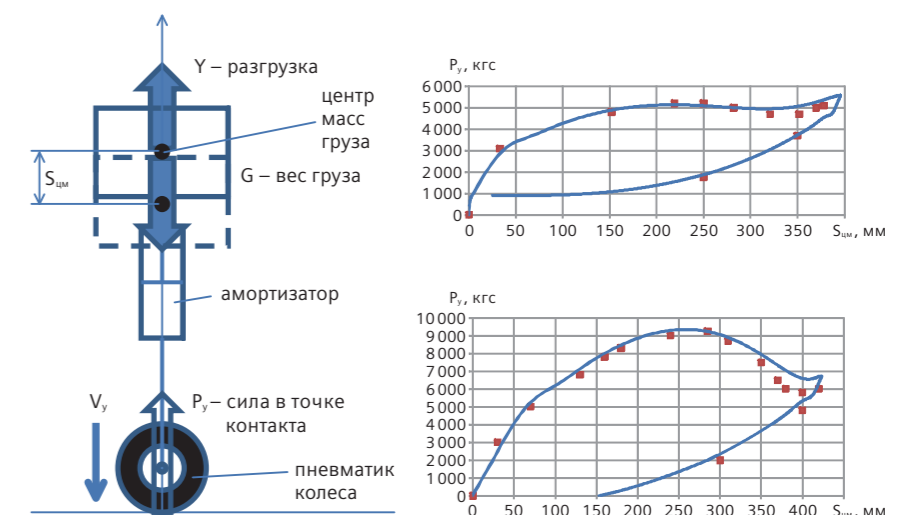 Y – разгрузка
центр
масс
груза
Sцм
G – вес груза
амортизатор
Vy
Py – сила в точке
контакта
пневматик
колеса
Py, кгс
6 000
5 000
4 000
3 000
2 000
1 000
0
0 50 100 150 200 250 300 350 Sцм, мм
Py, кгс
10 000
9 000
8 000
7 000
6 000
5 000
4 000
3 000
2 000
1 000
0
0 50 100 150 200 250 300 350 400 Sцм, мм